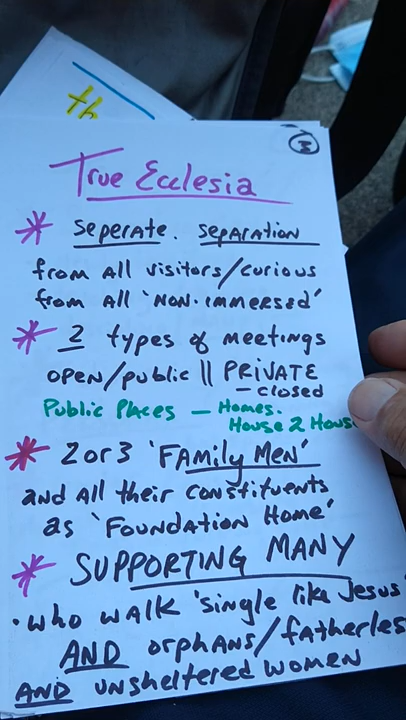 th
3
True Ecclesia
* seperate. separation
from all visitors/curious
from all 'NON-immersed'
* 2 types of meetings
open/public || PRIVATE
— closed
Public Places — Homes.
House 2 House
* 2 or 3 'FAmily Men'
and all their constituents
as 'Foundation Home'
* SUPPORTING MANY
• who walk 'single like Jesus'
AND orphans/fatherless
AND unsheltered women